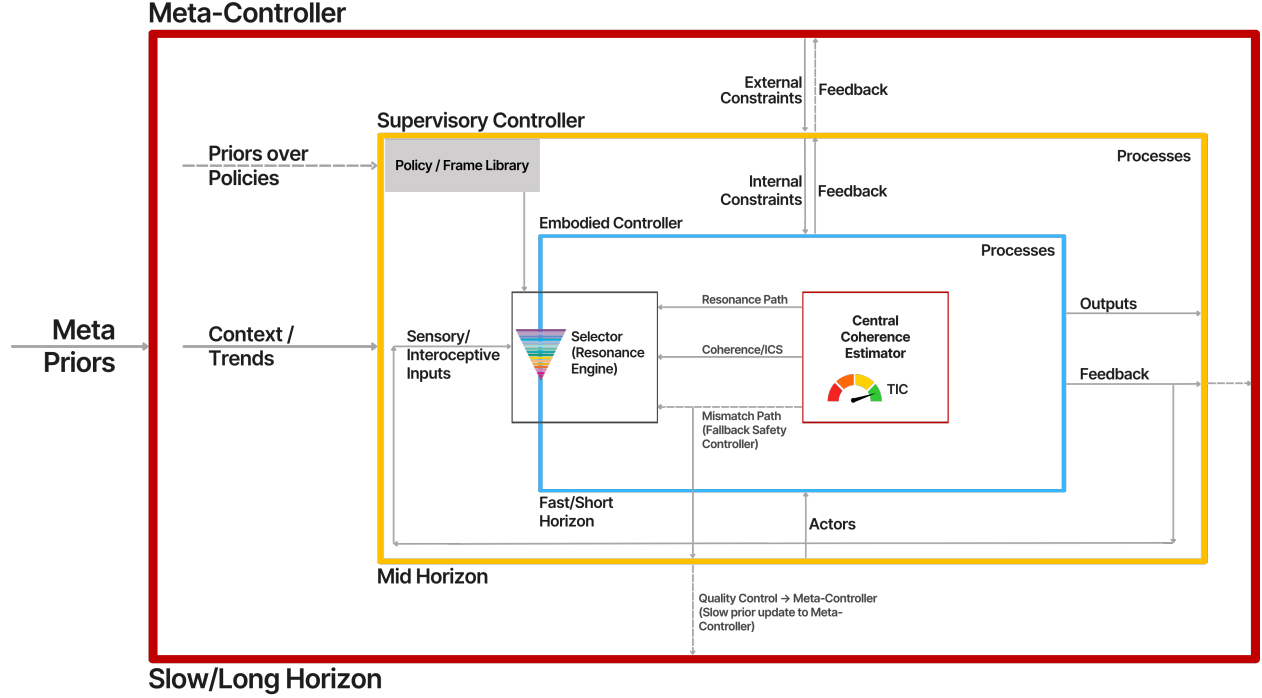 Meta-Controller
External
Constraints
Feedback
Supervisory Controller
Priors over
Policies
Policy / Frame Library
Processes
Internal
Constraints
Feedback
Embodied Controller
Processes
Meta
Priors
Context /
Trends
Sensory/
Interoceptive
Inputs
Selector
(Resonance
Engine)
Resonance Path
Coherence/ICS
Mismatch Path
(Fallback Safety
Controller)
Central
Coherence
Estimator
TIC
Outputs
Feedback
Fast/Short
Horizon
Actors
Mid Horizon
Quality Control → Meta-Controller
(Slow prior update to Meta-
Controller)
Slow/Long Horizon